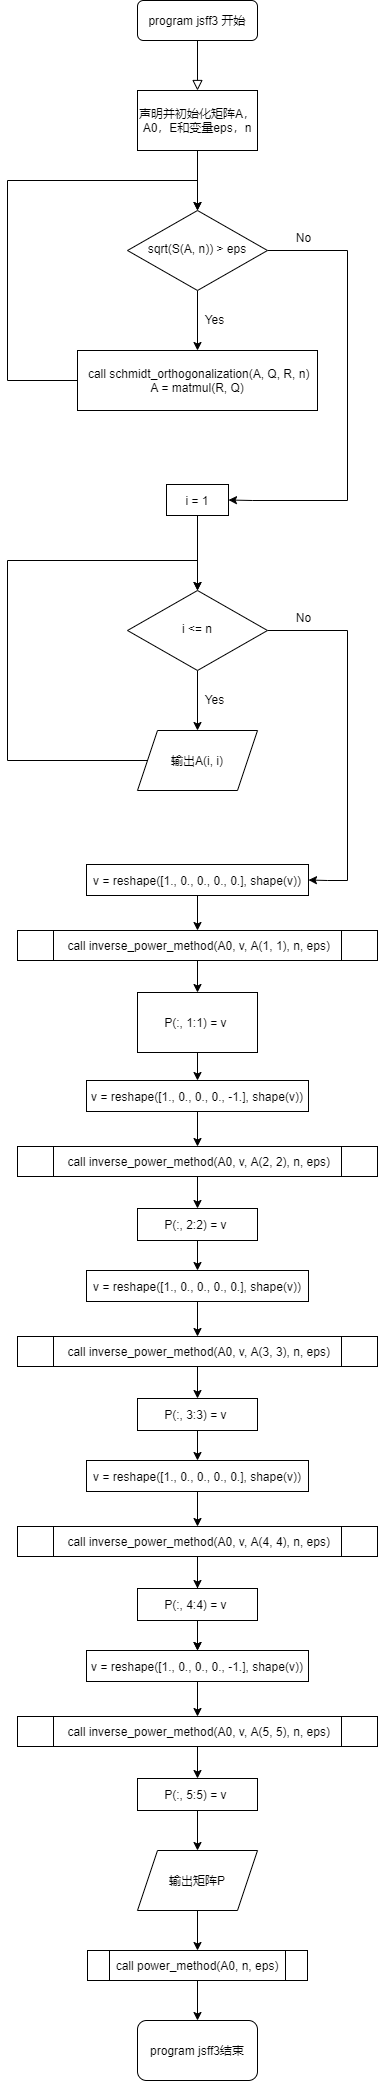 program jsff3 开始
声明并初始化矩阵A，
A0，E和变量eps，n
sqrt(S(A, n)) > eps
No
Yes
call schmidt_orthogonalization(A, Q, R, n)
A = matmul(R, Q)
i = 1
i <= n
No
Yes
输出A(i, i)
v = reshape([1., 0., 0., 0., 0.], shape(v))
call inverse_power_method(A0, v, A(1, 1), n, eps)
P(:, 1:1) = v
v = reshape([1., 0., 0., 0., -1.], shape(v))
call inverse_power_method(A0, v, A(2, 2), n, eps)
P(:, 2:2) = v
v = reshape([1., 0., 0., 0., 0.], shape(v))
call inverse_power_method(A0, v, A(3, 3), n, eps)
P(:, 3:3) = v
v = reshape([1., 0., 0., 0., 0.], shape(v))
call inverse_power_method(A0, v, A(4, 4), n, eps)
P(:, 4:4) = v
v = reshape([1., 0., 0., 0., -1.], shape(v))
call inverse_power_method(A0, v, A(5, 5), n, eps)
P(:, 5:5) = v
输出矩阵P
call power_method(A0, n, eps)
program jsff3结束